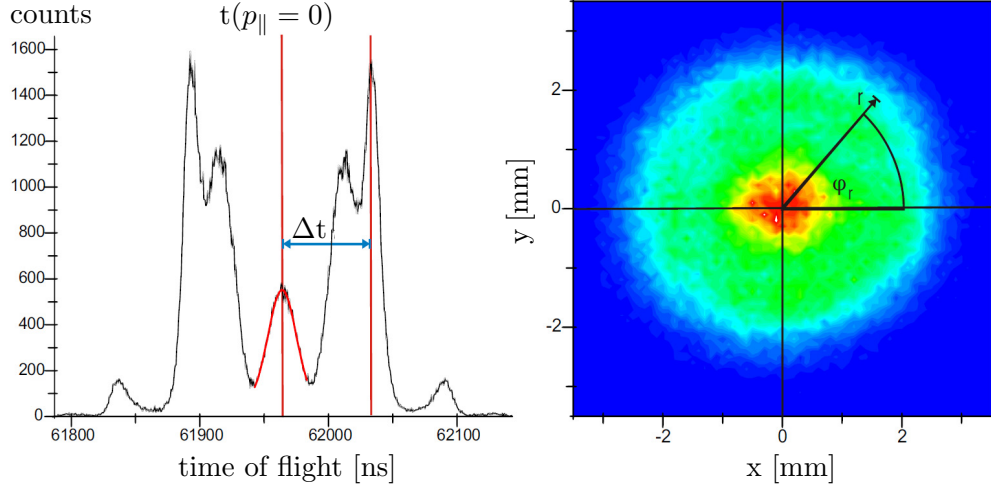 counts
t(p∥ = 0)
1600
1400
1200
1000
800
600
400
200
0
Δt
61800
61900
62000
62100
time of flight [ns]
y [mm]
2
0
-2
r
φr
-2
0
2
x [mm]